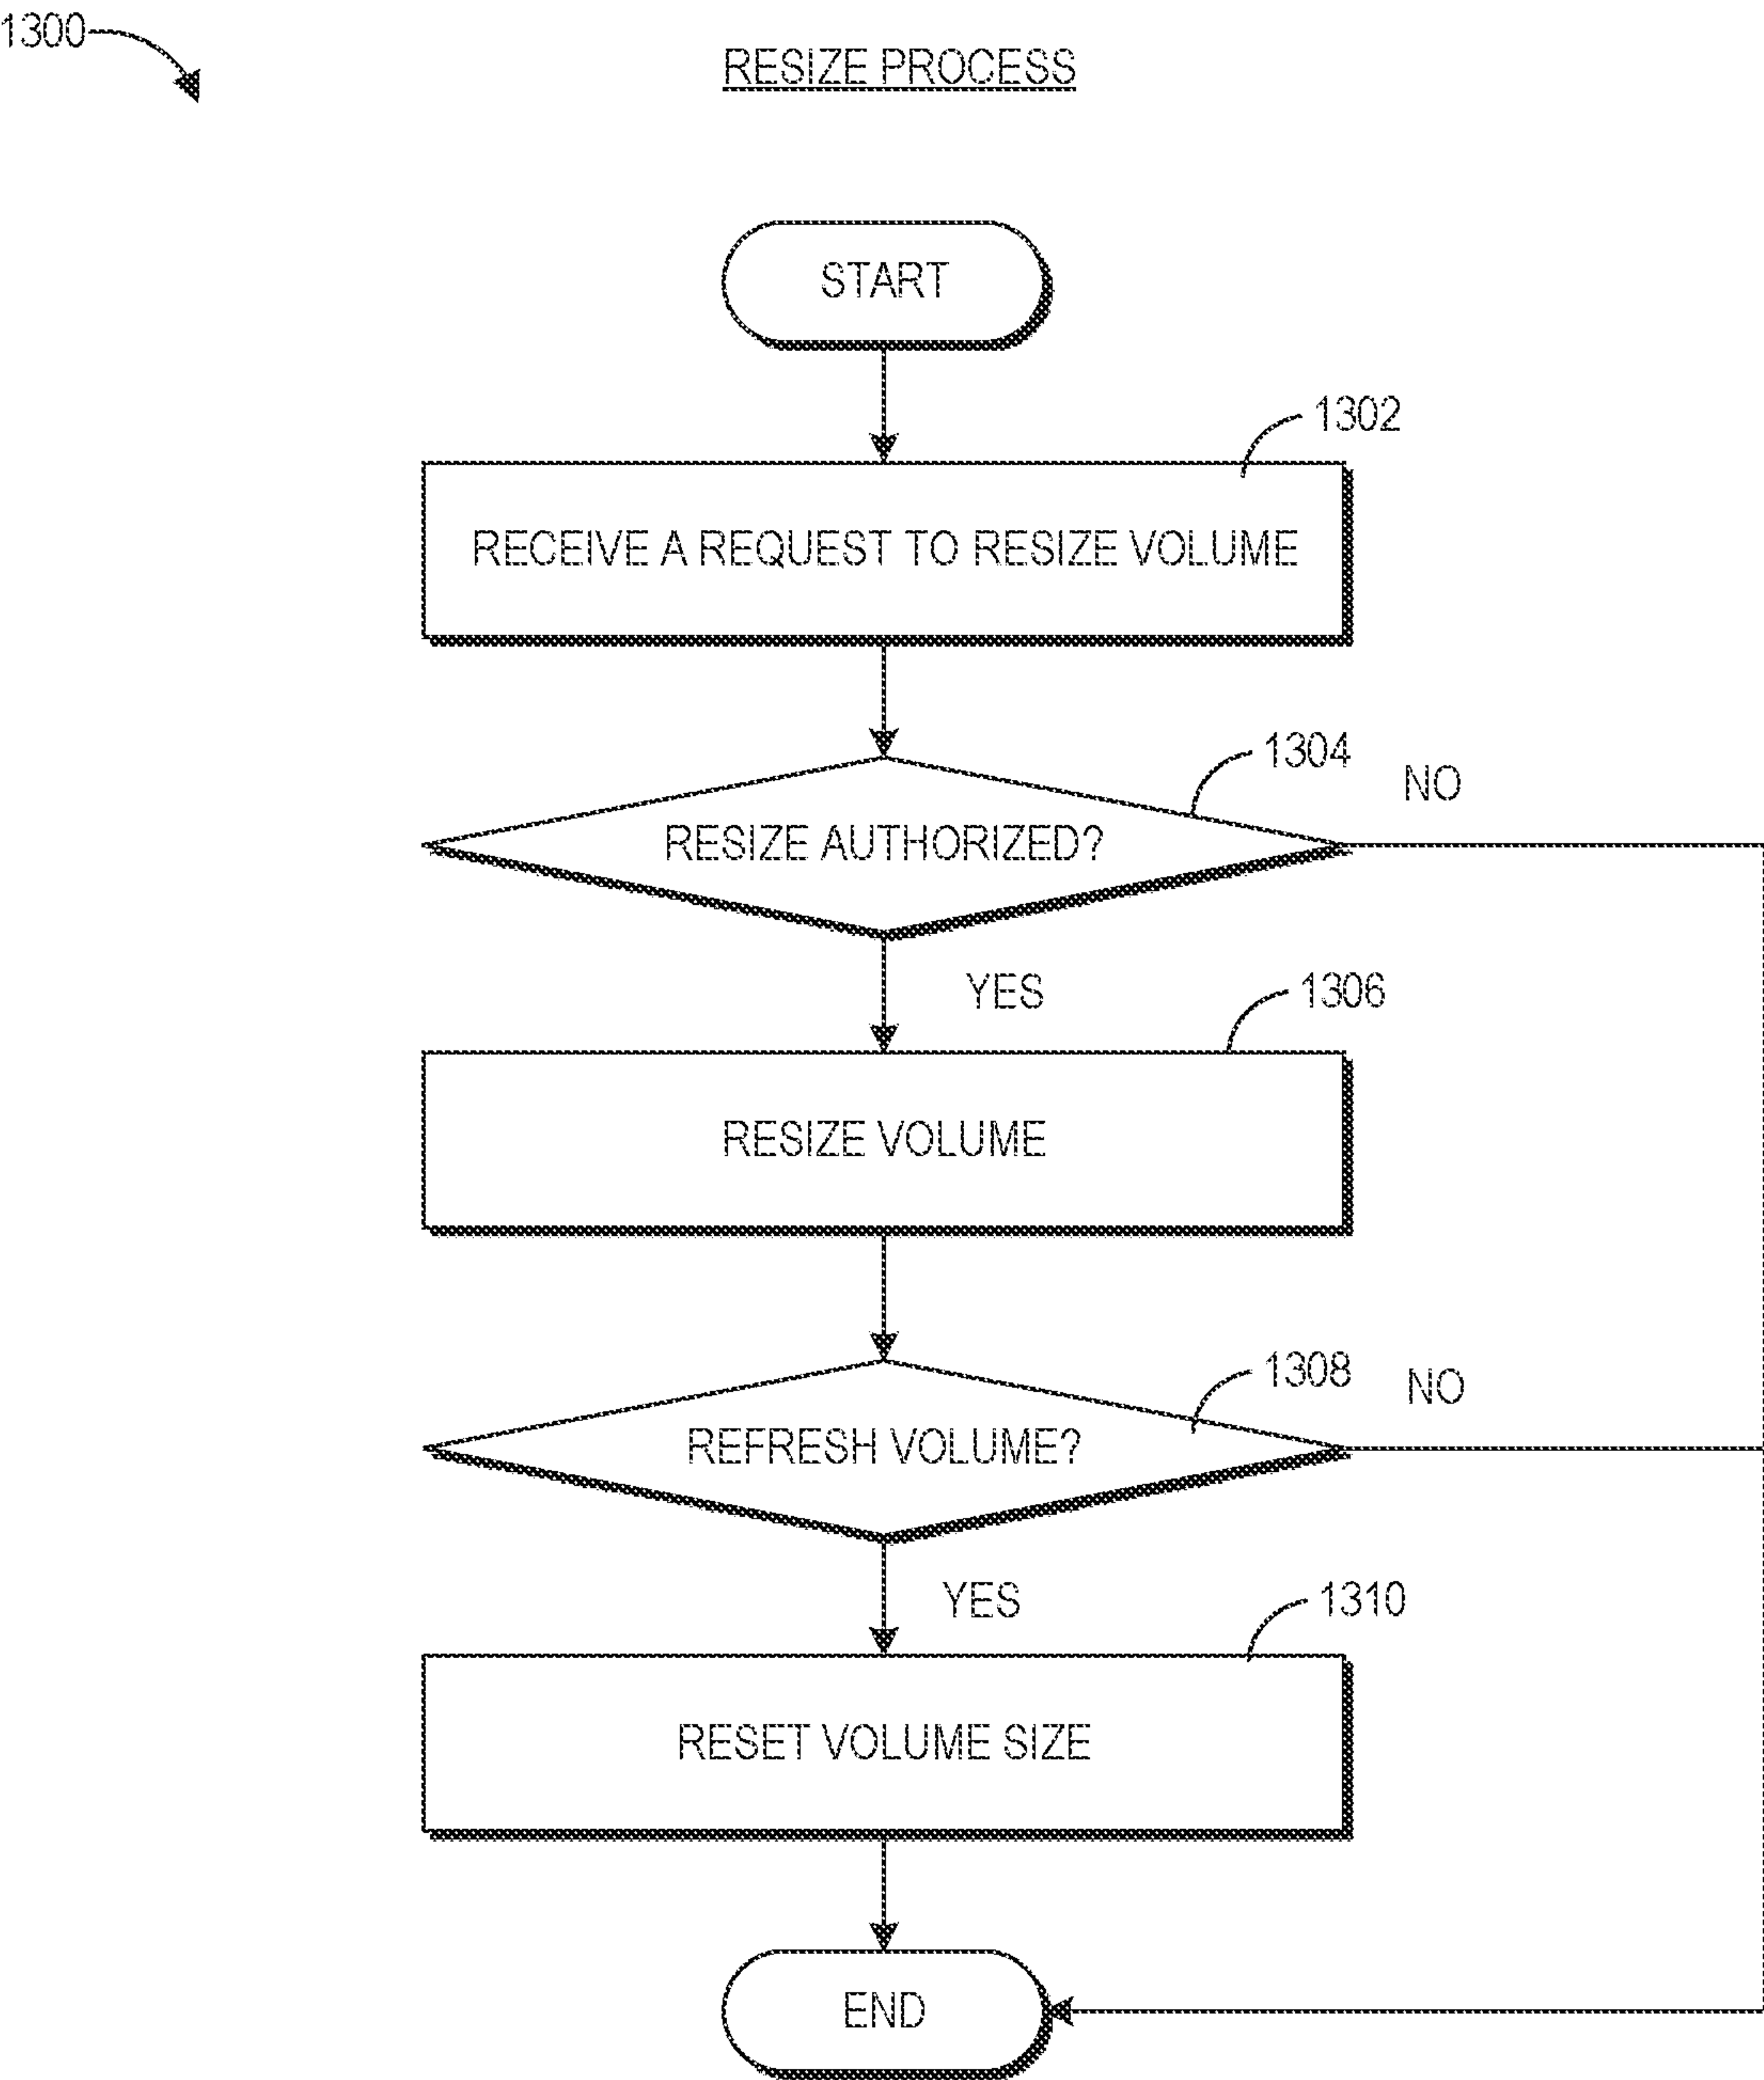 1300
RESIZE PROCESS
START
1302
RECEIVE A REQUEST TO RESIZE VOLUME
1304
NO
RESIZE AUTHORIZED?
YES
1306
RESIZE VOLUME
1308
NO
REFRESH VOLUME?
YES
1310
RESET VOLUME SIZE
END